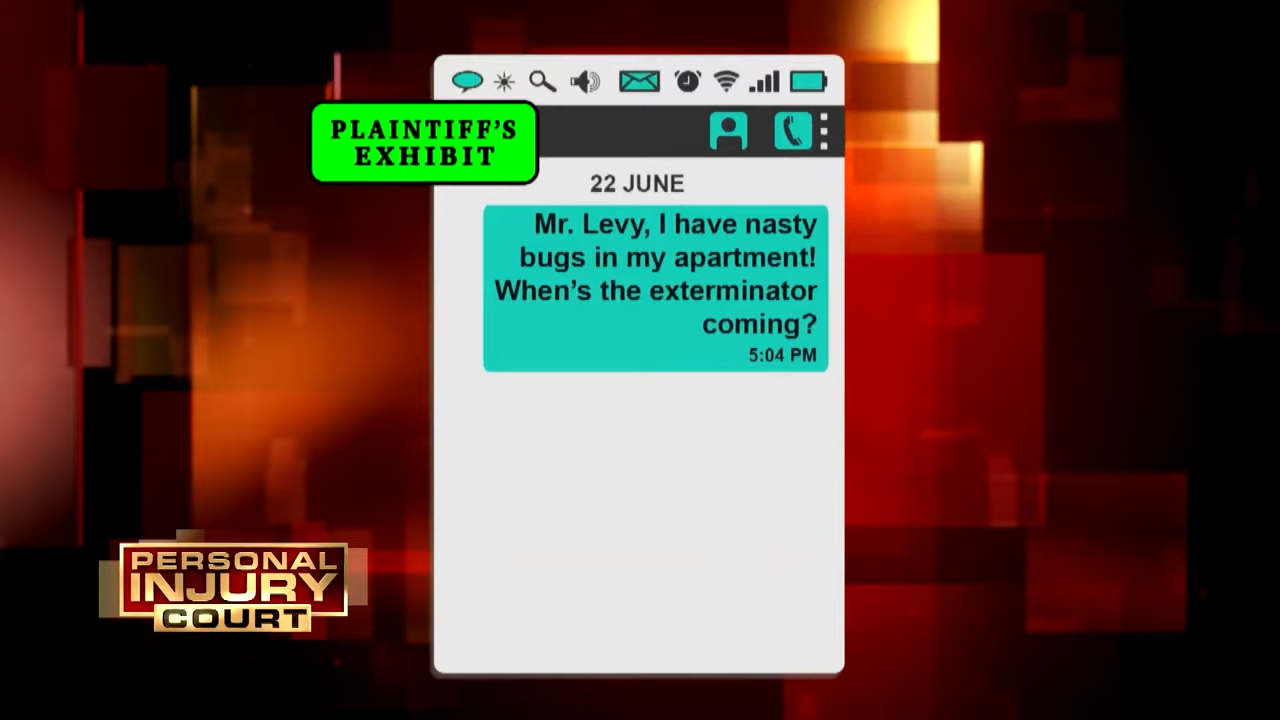 PLAINTIFF'S
EXHIBIT
22 JUNE
Mr. Levy, I have nasty
bugs in my apartment!
When's the exterminator
coming?
5:04 PM
PERSONAL
INJURY
COURT